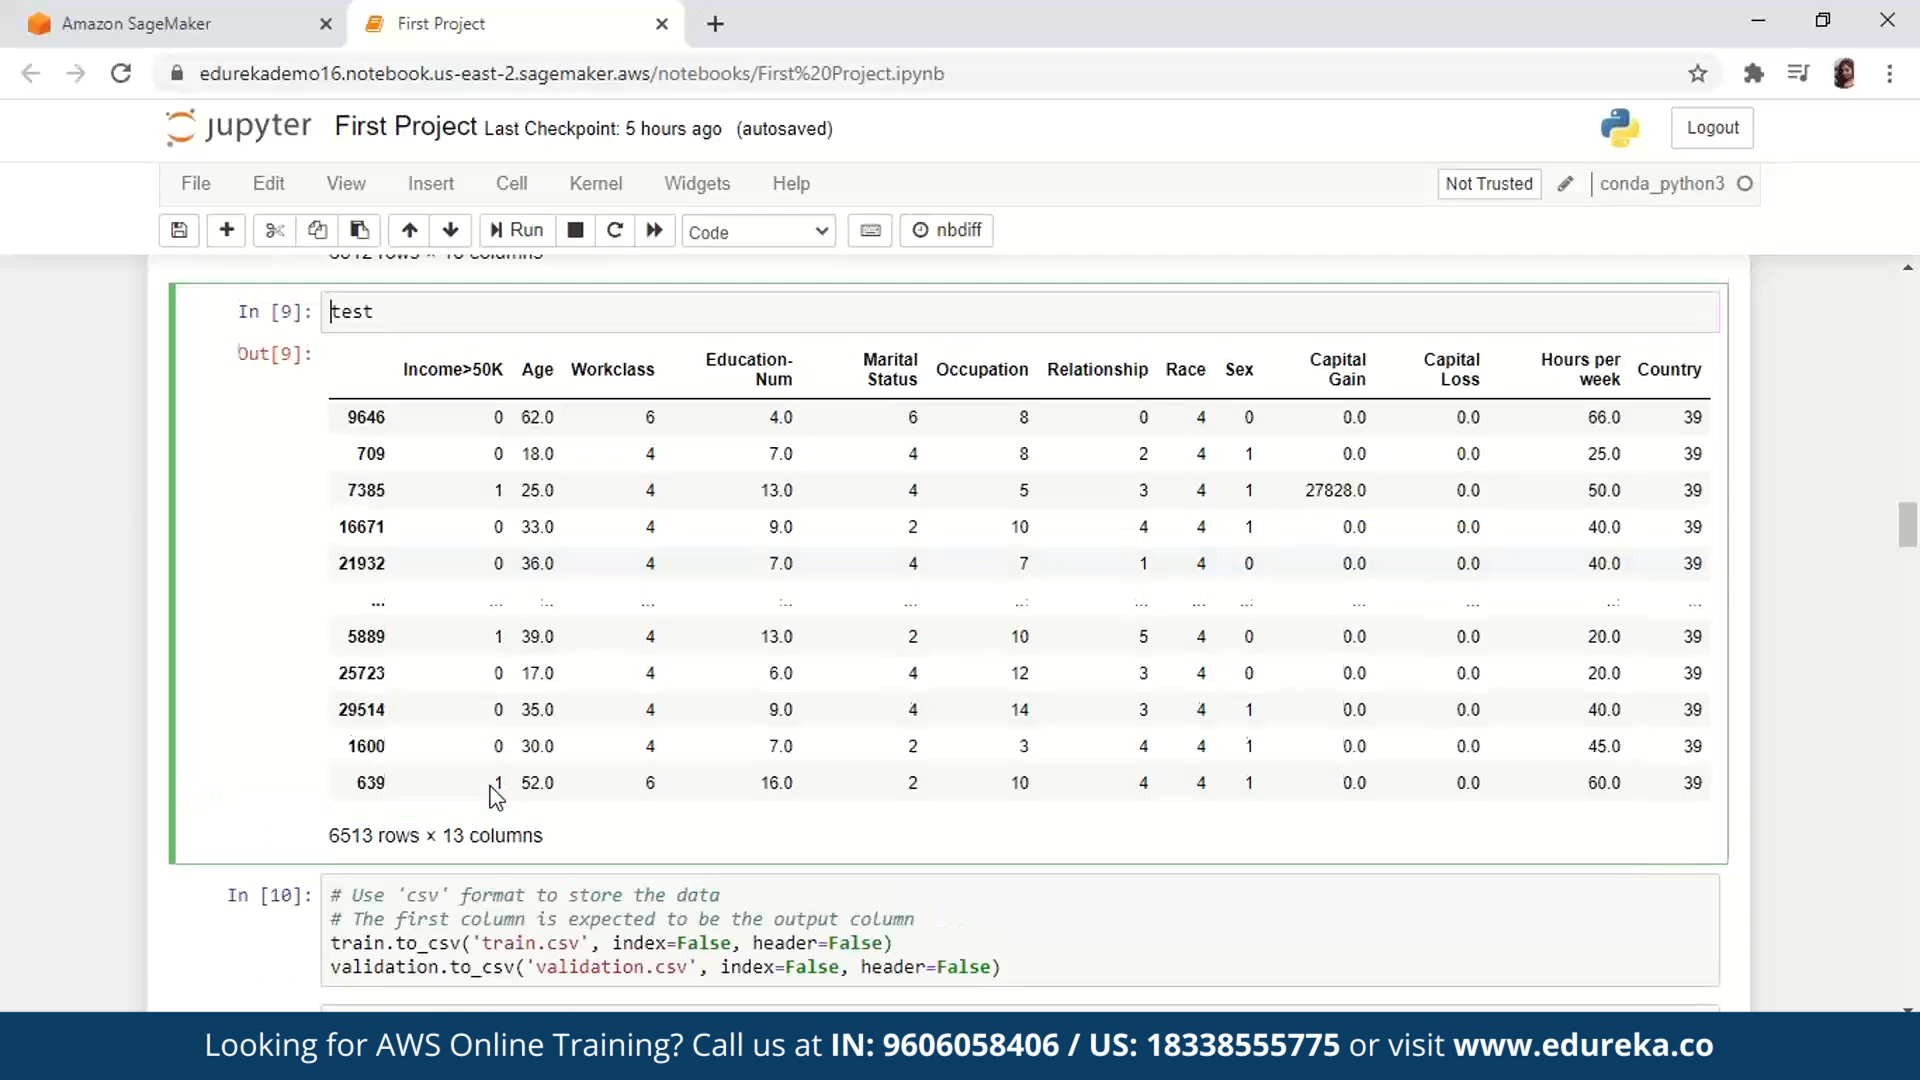 Amazon SageMaker
First Project
edurekademo16.notebook.us-east-2.sagemaker.aws/notebooks/First%20Project.ipynb
jupyter First Project Last Checkpoint: 5 hours ago (autosaved)
Logout
File Edit View Insert Cell Kernel Widgets Help
Not Trusted conda_python3
Run Code nbdiff
rows × columns
In [9]: test
Out[9]:
Income>50K Age Workclass Education-Num Marital Status Occupation Relationship Race Sex Capital Gain Capital Loss Hours per week Country
9646 0 62.0 6 4.0 6 8 0 4 0 0.0 0.0 66.0 39
709 0 18.0 4 7.0 4 8 2 4 1 0.0 0.0 25.0 39
7385 1 25.0 4 13.0 4 5 3 4 1 27828.0 0.0 50.0 39
16671 0 33.0 4 9.0 2 10 4 4 1 0.0 0.0 40.0 39
21932 0 36.0 4 7.0 4 7 1 4 0 0.0 0.0 40.0 39
... ... ... ... ... ... ... ... ... ... ... ... ... ...
5889 1 39.0 4 13.0 2 10 5 4 0 0.0 0.0 20.0 39
25723 0 17.0 4 6.0 4 12 3 4 0 0.0 0.0 20.0 39
29514 0 35.0 4 9.0 4 14 3 4 1 0.0 0.0 40.0 39
1600 0 30.0 4 7.0 2 3 4 4 1 0.0 0.0 45.0 39
639 1 52.0 6 16.0 2 10 4 4 1 0.0 0.0 60.0 39
6513 rows × 13 columns
In [10]: # Use 'csv' format to store the data
# The first column is expected to be the output column
train.to_csv('train.csv', index=False, header=False)
validation.to_csv('validation.csv', index=False, header=False)
Looking for AWS Online Training? Call us at IN: 9606058406 / US: 18338555775 or visit www.edureka.co